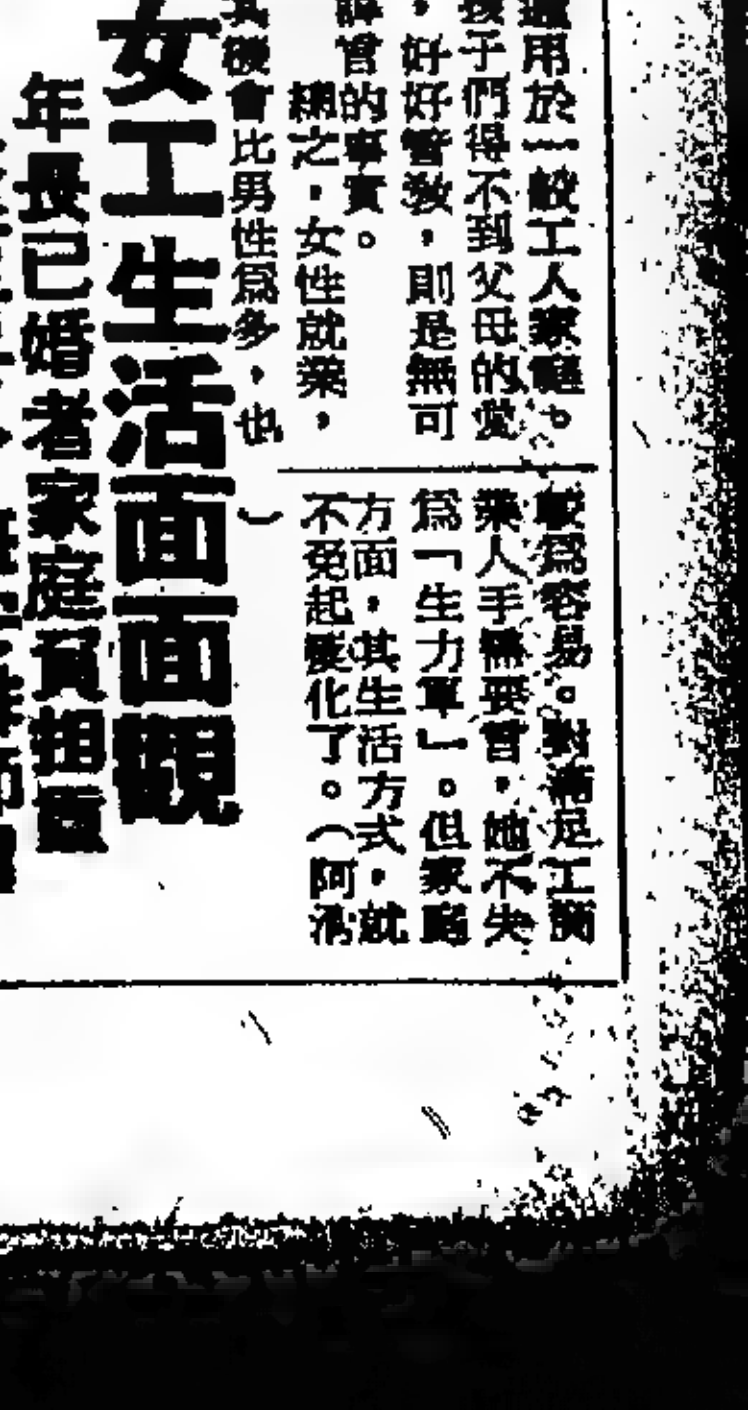 用於一般工人家庭。
孩子們得不到父母的愛
，好好管教，則是無可
諱言的事實。
總之，女性就業，
其機會比男性為多，也
較為容易。對滿足工商
業人手需要言，她不失
為「生力軍」。但家庭
方面，其生活方式，就
不免起變化了。（阿
）
女工生活面面觀
年長已婚者家庭負担重